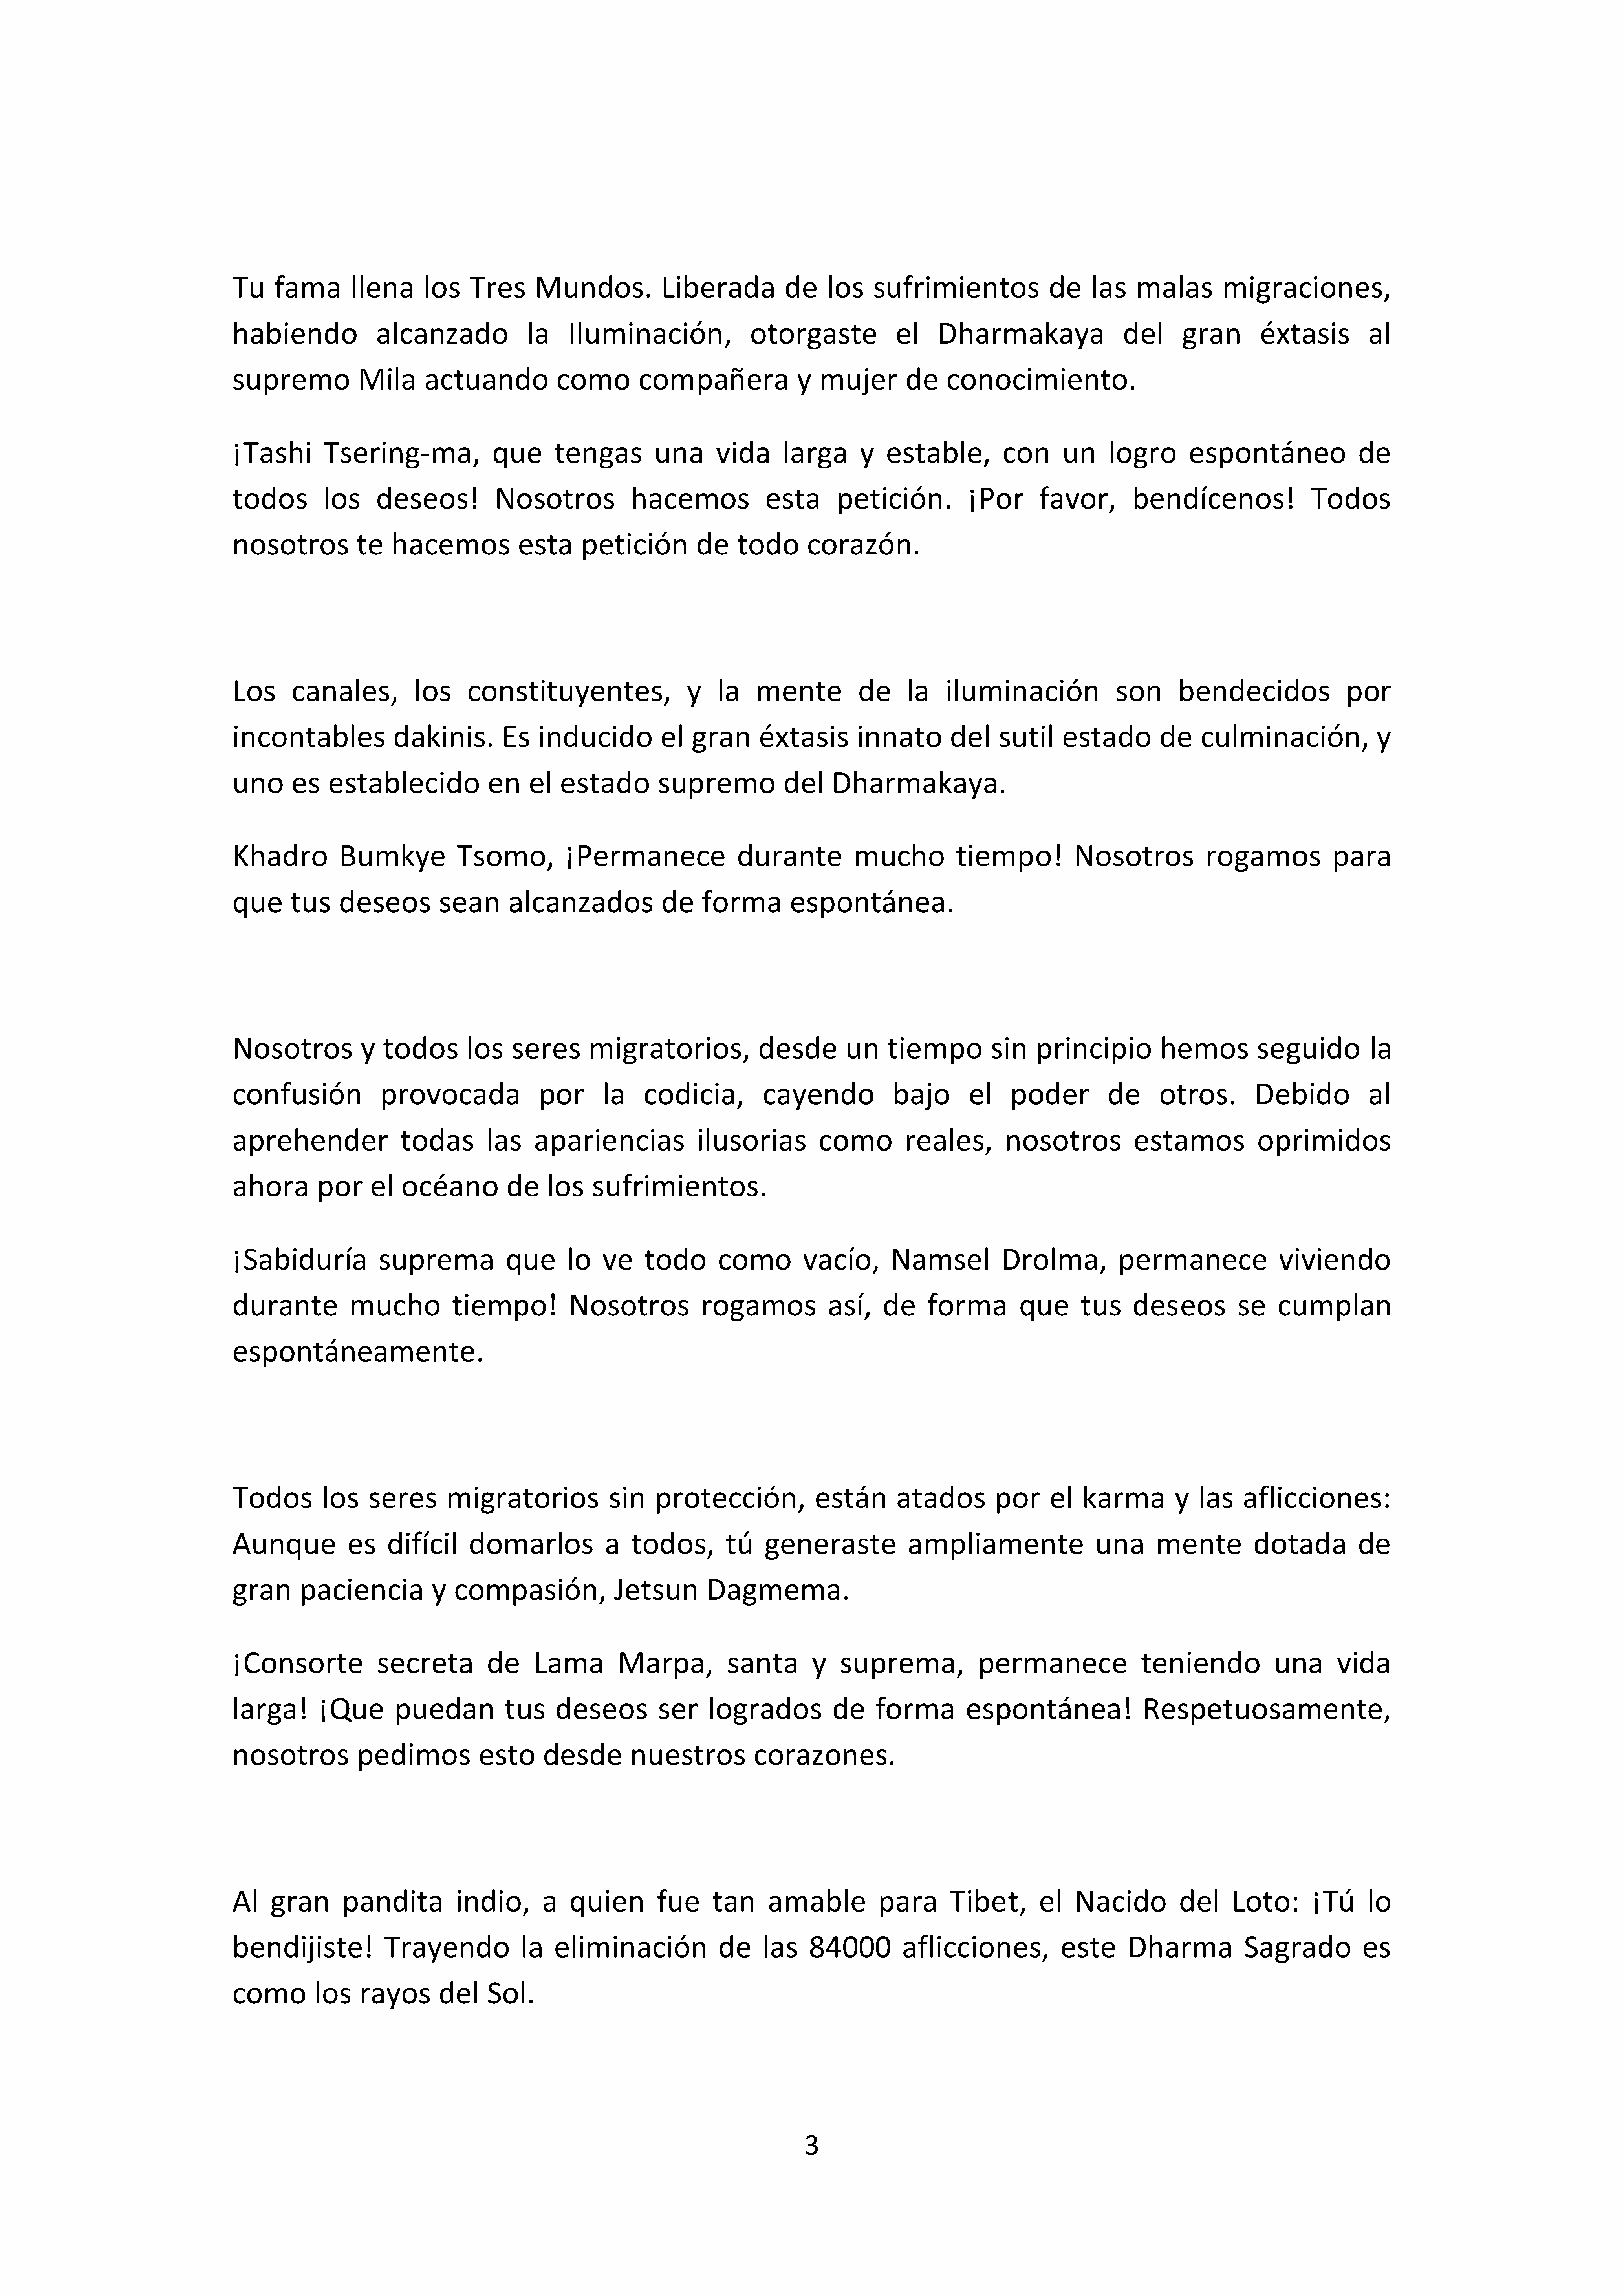 Tu fama llena los Tres Mundos. Liberada de los sufrimientos de las malas migraciones,
habiendo alcanzado la Iluminación, otorgaste el Dharmakaya del gran éxtasis al
supremo Mila actuando como compañera y mujer de conocimiento.
¡Tashi Tsering-ma, que tengas una vida larga y estable, con un logro espontáneo de
todos los deseos! Nosotros hacemos esta petición. ¡Por favor, bendícenos! Todos
nosotros te hacemos esta petición de todo corazón.
Los canales, los constituyentes, y la mente de la iluminación son bendecidos por
incontables dakinis. Es inducido el gran éxtasis innato del sutil estado de culminación, y
uno es establecido en el estado supremo del Dharmakaya.
Khadro Bumkye Tsomo, ¡Permanece durante mucho tiempo! Nosotros rogamos para
que tus deseos sean alcanzados de forma espontánea.
Nosotros y todos los seres migratorios, desde un tiempo sin principio hemos seguido la
confusión provocada por la codicia, cayendo bajo el poder de otros. Debido al
aprehender todas las apariencias ilusorias como reales, nosotros estamos oprimidos
ahora por el océano de los sufrimientos.
¡Sabiduría suprema que lo ve todo como vacío, Namsel Drolma, permanece viviendo
durante mucho tiempo! Nosotros rogamos así, de forma que tus deseos se cumplan
espontáneamente.
Todos los seres migratorios sin protección, están atados por el karma y las aflicciones:
Aunque es difícil domarlos a todos, tú generaste ampliamente una mente dotada de
gran paciencia y compasión, Jetsun Dagmema.
¡Consorte secreta de Lama Marpa, santa y suprema, permanece teniendo una vida
larga! ¡Que puedan tus deseos ser logrados de forma espontánea! Respetuosamente,
nosotros pedimos esto desde nuestros corazones.
Al gran pandita indio, a quien fue tan amable para Tibet, el Nacido del Loto: ¡Tú lo
bendijiste! Trayendo la eliminación de las 84000 aflicciones, este Dharma Sagrado es
como los rayos del Sol.
3